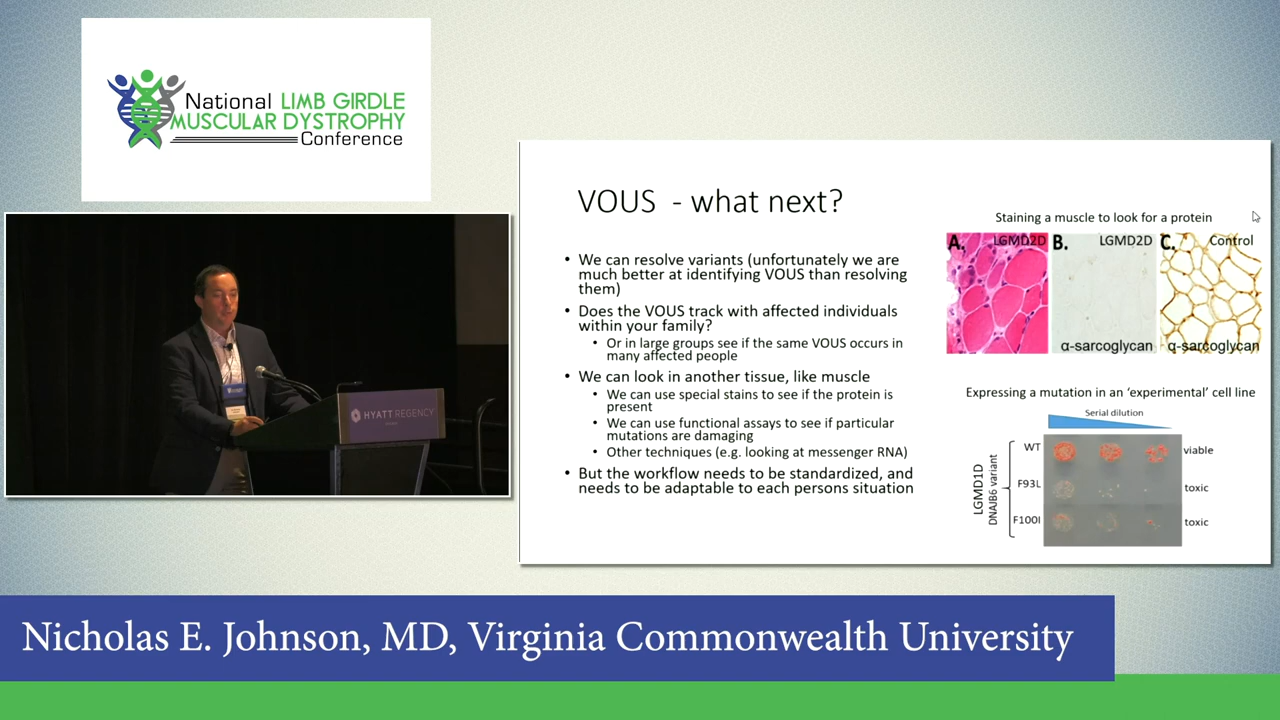 National LIMB GIRDLE
MUSCULAR DYSTROPHY
Conference
HYATT REGENCY
VOUS - what next?
• We can resolve variants (unfortunately we are
much better at identifying VOUS than resolving
them)
• Does the VOUS track with affected individuals
within your family?
• Or in large groups see if the same VOUS occurs in
many affected people
• We can look in another tissue, like muscle
• We can use special stains to see if the protein is
present
• We can use functional assays to see if particular
mutations are damaging
• Other techniques (e.g. looking at messenger RNA)
• But the workflow needs to be standardized, and
needs to be adaptable to each persons situation
Staining a muscle to look for a protein
A. LGMD2D
B. LGMD2D
α-sarcoglycan
C. Control
α-sarcoglycan
Expressing a mutation in an ‘experimental’ cell line
Serial dilution
LGMD1D
DNAJB6 variant
WT viable
F93L toxic
F100I toxic
Nicholas E. Johnson, MD, Virginia Commonwealth University